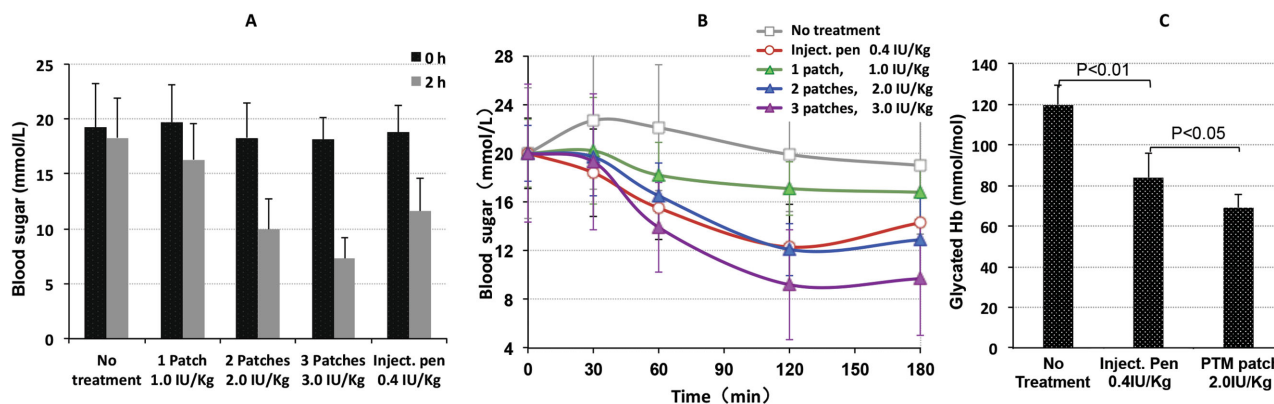 A
Blood sugar (mmol/L)
25
20
15
10
5
0
0 h
2 h
No
treatment
1 Patch
1.0 IU/Kg
2 Patches
2.0 IU/Kg
3 Patches
3.0 IU/Kg
Inject. pen
0.4 IU/Kg
B
No treatment
Inject. pen 0.4 IU/Kg
1 patch, 1.0 IU/Kg
2 patches, 2.0 IU/Kg
3 patches, 3.0 IU/Kg
Blood sugar（mmol/L）
28
24
20
16
12
8
4
0 30 60 90 120 150 180
Time（min）
C
Glycated Hb (mmol/mol)
140
120
100
80
60
40
20
0
P<0.01
P<0.05
No
Treatment
Inject. Pen
0.4IU/Kg
PTM patch
2.0IU/Kg